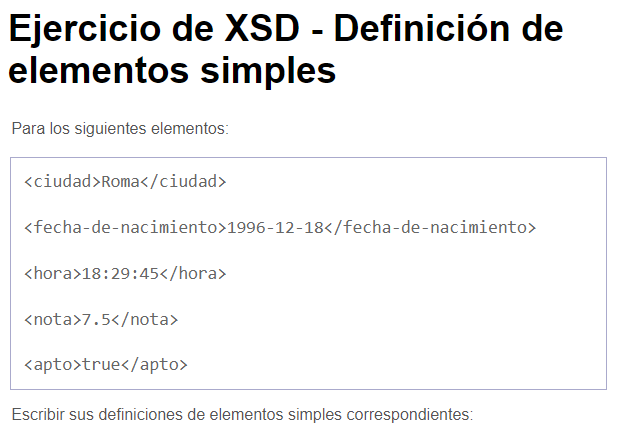 Ejercicio de XSD - Definición de
elementos simples
Para los siguientes elementos:
<ciudad>Roma</ciudad>
<fecha-de-nacimiento>1996-12-18</fecha-de-nacimiento>
<hora>18:29:45</hora>
<nota>7.5</nota>
<apto>true</apto>
Escribir sus definiciones de elementos simples correspondientes: